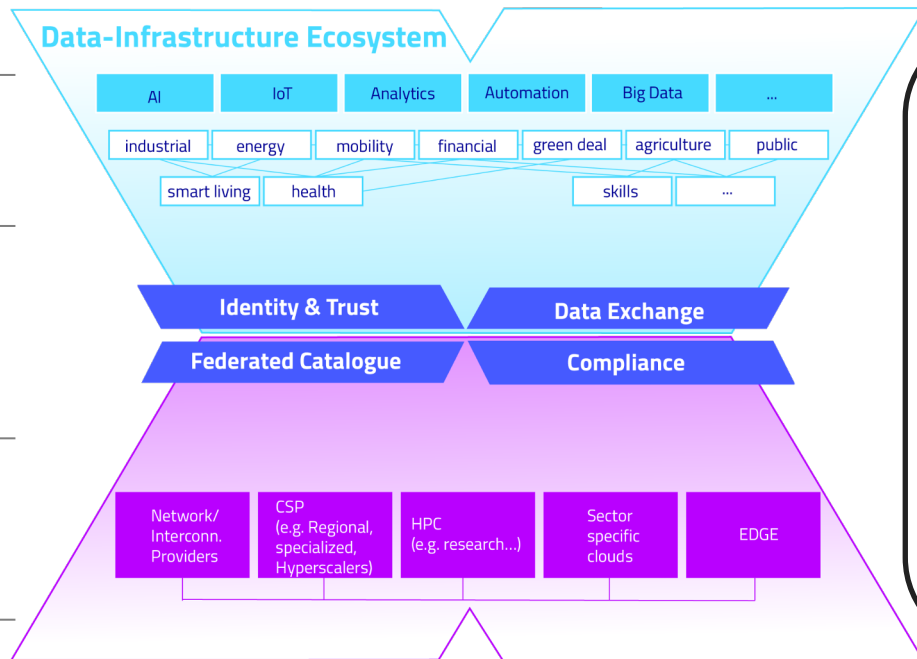 Data-Infrastructure Ecosystem
AI
IoT
Analytics
Automation
Big Data
...
industrial
energy
mobility
financial
green deal
agriculture
public
smart living
health
skills
...
Identity & Trust
Data Exchange
Federated Catalogue
Compliance
Network/
Interconn.
Providers
CSP
(e.g. Regional,
specialized,
Hyperscalers)
HPC
(e.g. research...)
Sector
specific
clouds
EDGE